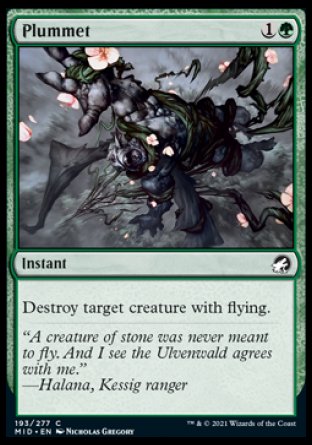 Plummet 1
Instant
Destroy target creature with flying.
“A creature of stone was never meant
to fly. And I see the Ulvenwald agrees
with me.”
—Halana, Kessig ranger
193/277 C
MID • EN Nicholas Gregory
™ & © 2021 Wizards of the Coast